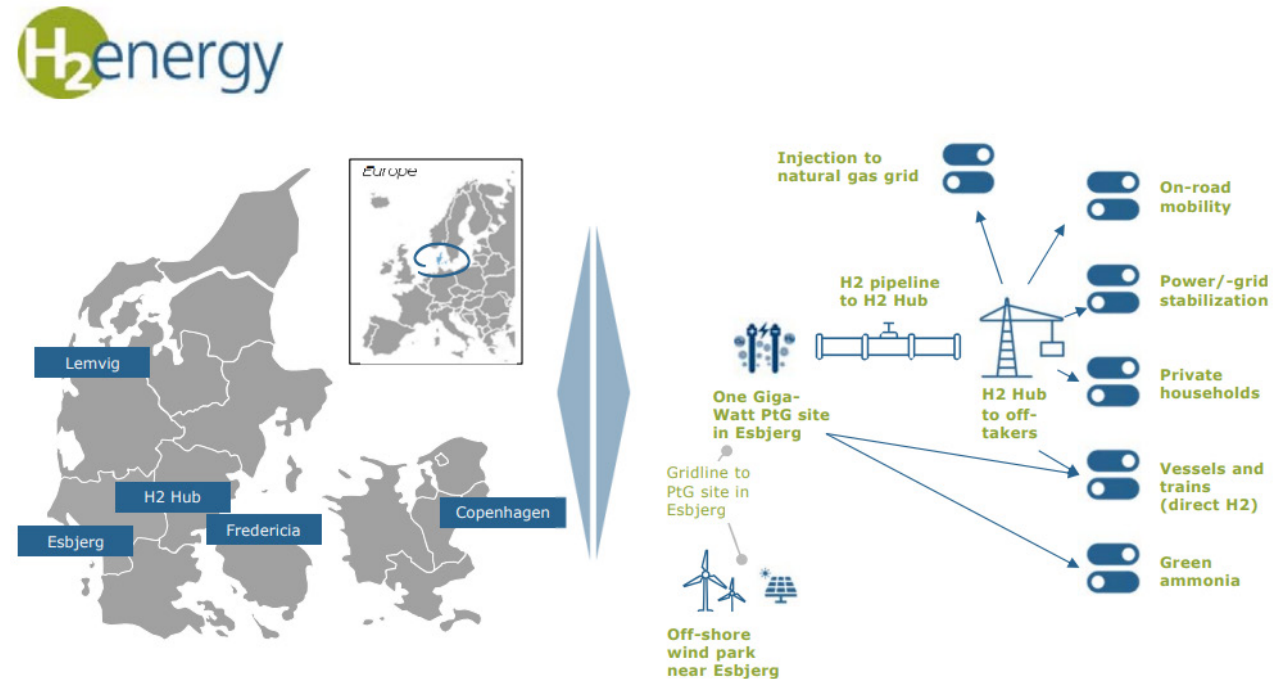 H2energy
Europe
Lemvig
H2 Hub
Esbjerg
Fredericia
Copenhagen
Injection to
natural gas grid
On-road
mobility
H2 pipeline
to H2 Hub
Power/-grid
stabilization
One Giga-
Watt PtG site
in Esbjerg
H2 Hub
to off-
takers
Private
households
Gridline to
PtG site in
Esbjerg
Vessels and
trains
(direct H2)
Green
ammonia
Off-shore
wind park
near Esbjerg